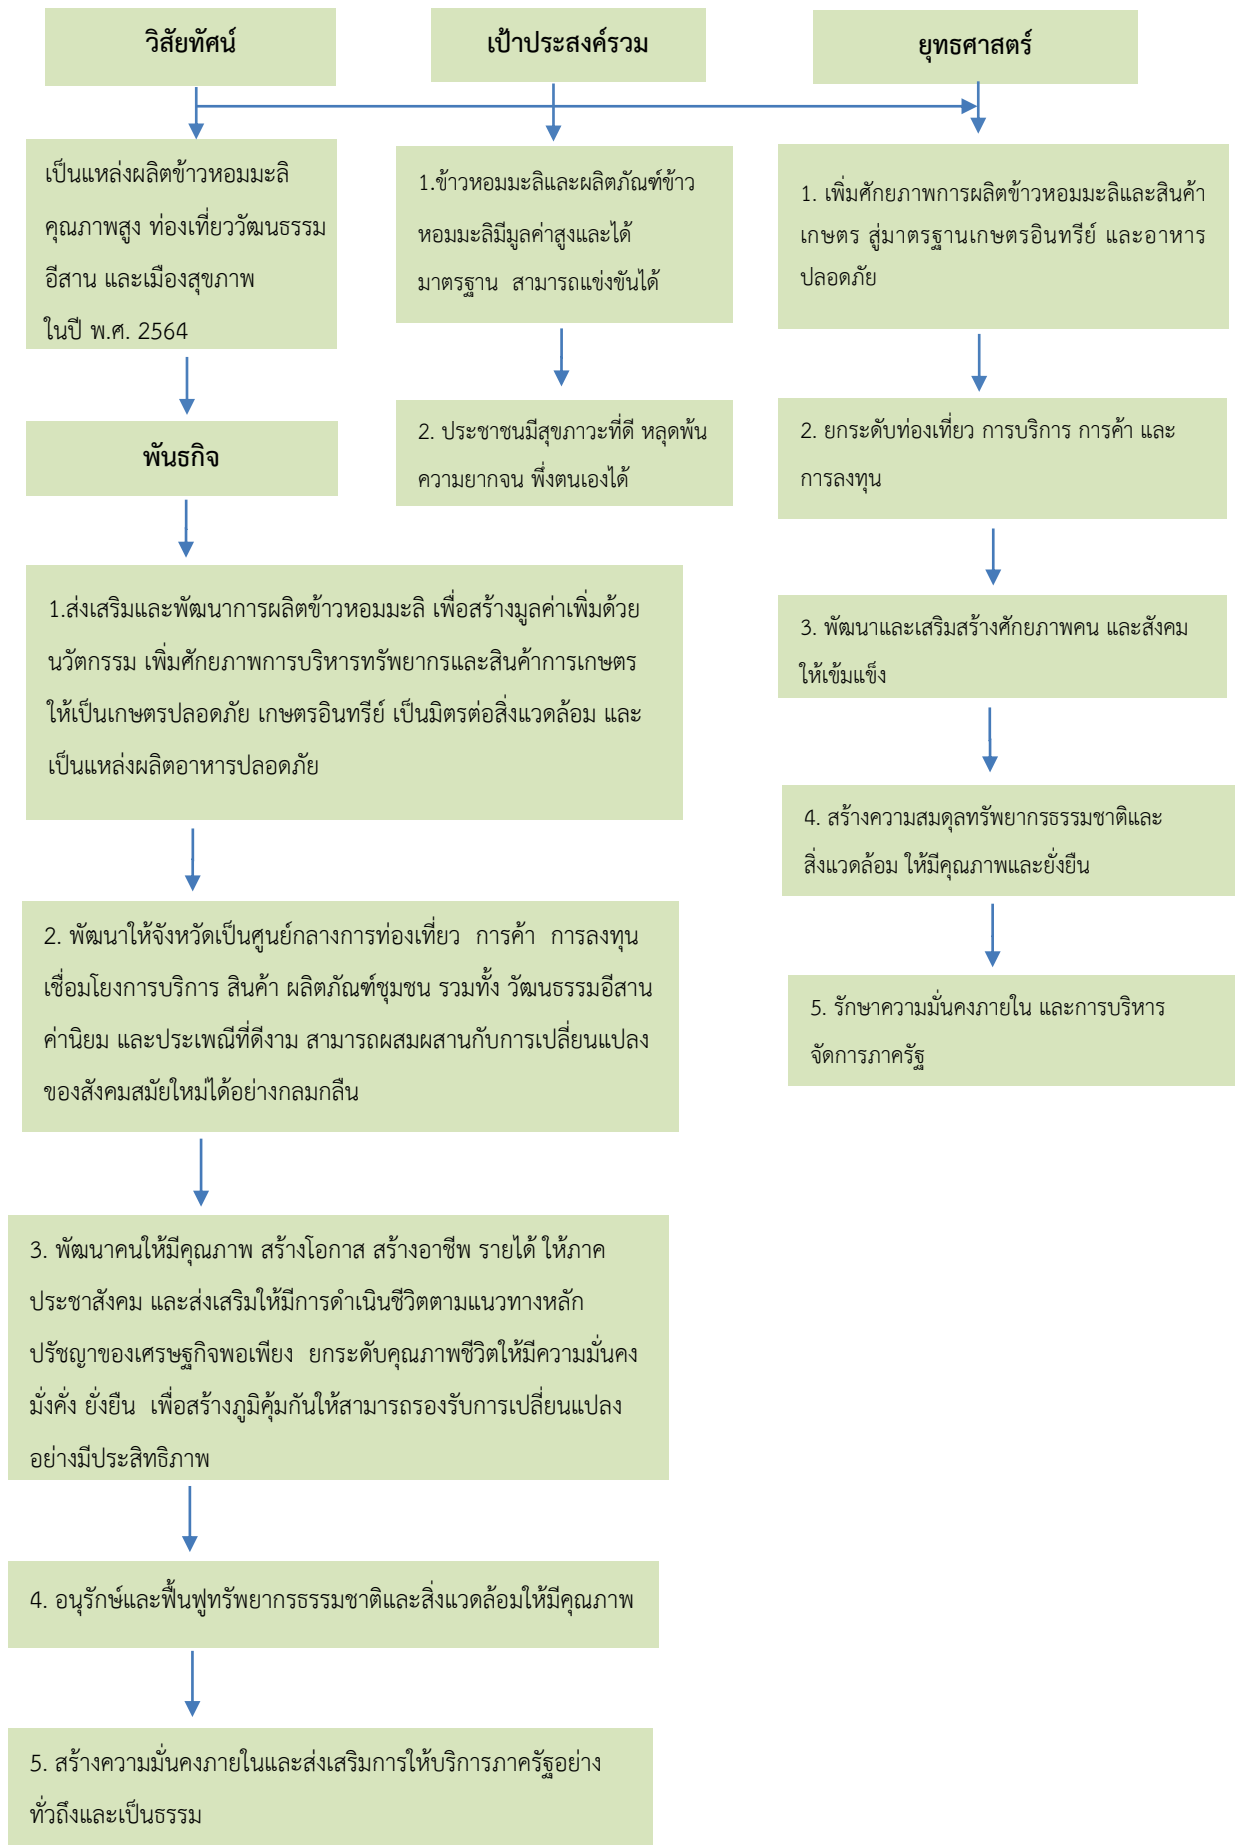 วิสัยทัศน์
เป้าประสงค์รวม
ยุทธศาสตร์
เป็นแหล่งผลิตข้าวหอมมะลิ
คุณภาพสูง ท่องเที่ยววัฒนธรรม
อีสาน และเมืองสุขภาพ
ในปี พ.ศ. 2564
พันธกิจ
1.ส่งเสริมและพัฒนาการผลิตข้าวหอมมะลิ เพื่อสร้างมูลค่าเพิ่มด้วย
นวัตกรรม เพิ่มศักยภาพการบริหารทรัพยากรและสินค้าการเกษตร
ให้เป็นเกษตรปลอดภัย เกษตรอินทรีย์ เป็นมิตรต่อสิ่งแวดล้อม และ
เป็นแหล่งผลิตอาหารปลอดภัย
2. พัฒนาให้จังหวัดเป็นศูนย์กลางการท่องเที่ยว การค้า การลงทุน
เชื่อมโยงการบริการ สินค้า ผลิตภัณฑ์ชุมชน รวมทั้ง วัฒนธรรมอีสาน
ค่านิยม และประเพณีที่ดีงาม สามารถผสมผสานกับการเปลี่ยนแปลง
ของสังคมสมัยใหม่ได้อย่างกลมกลืน
3. พัฒนาคนให้มีคุณภาพ สร้างโอกาส สร้างอาชีพ รายได้ ให้ภาค
ประชาสังคม และส่งเสริมให้มีการดำเนินชีวิตตามแนวทางหลัก
ปรัชญาของเศรษฐกิจพอเพียง ยกระดับคุณภาพชีวิตให้มีความมั่นคง
มั่งคั่ง ยั่งยืน เพื่อสร้างภูมิคุ้มกันให้สามารถรองรับการเปลี่ยนแปลง
อย่างมีประสิทธิภาพ
4. อนุรักษ์และฟื้นฟูทรัพยากรธรรมชาติและสิ่งแวดล้อมให้มีคุณภาพ
5. สร้างความมั่นคงภายในและส่งเสริมการให้บริการภาครัฐอย่าง
ทั่วถึงและเป็นธรรม
1.ข้าวหอมมะลิและผลิตภัณฑ์ข้าว
หอมมะลิมีมูลค่าสูงและได้
มาตรฐาน สามารถแข่งขันได้
2. ประชาชนมีสุขภาวะที่ดี หลุดพ้น
ความยากจน พึ่งตนเองได้
1. เพิ่มศักยภาพการผลิตข้าวหอมมะลิและสินค้า
เกษตร สู่มาตรฐานเกษตรอินทรีย์ และอาหาร
ปลอดภัย
2. ยกระดับท่องเที่ยว การบริการ การค้า และ
การลงทุน
3. พัฒนาและเสริมสร้างศักยภาพคน และสังคม
ให้เข้มแข็ง
4. สร้างความสมดุลทรัพยากรธรรมชาติและ
สิ่งแวดล้อม ให้มีคุณภาพและยั่งยืน
5. รักษาความมั่นคงภายใน และการบริหาร
จัดการภาครัฐ